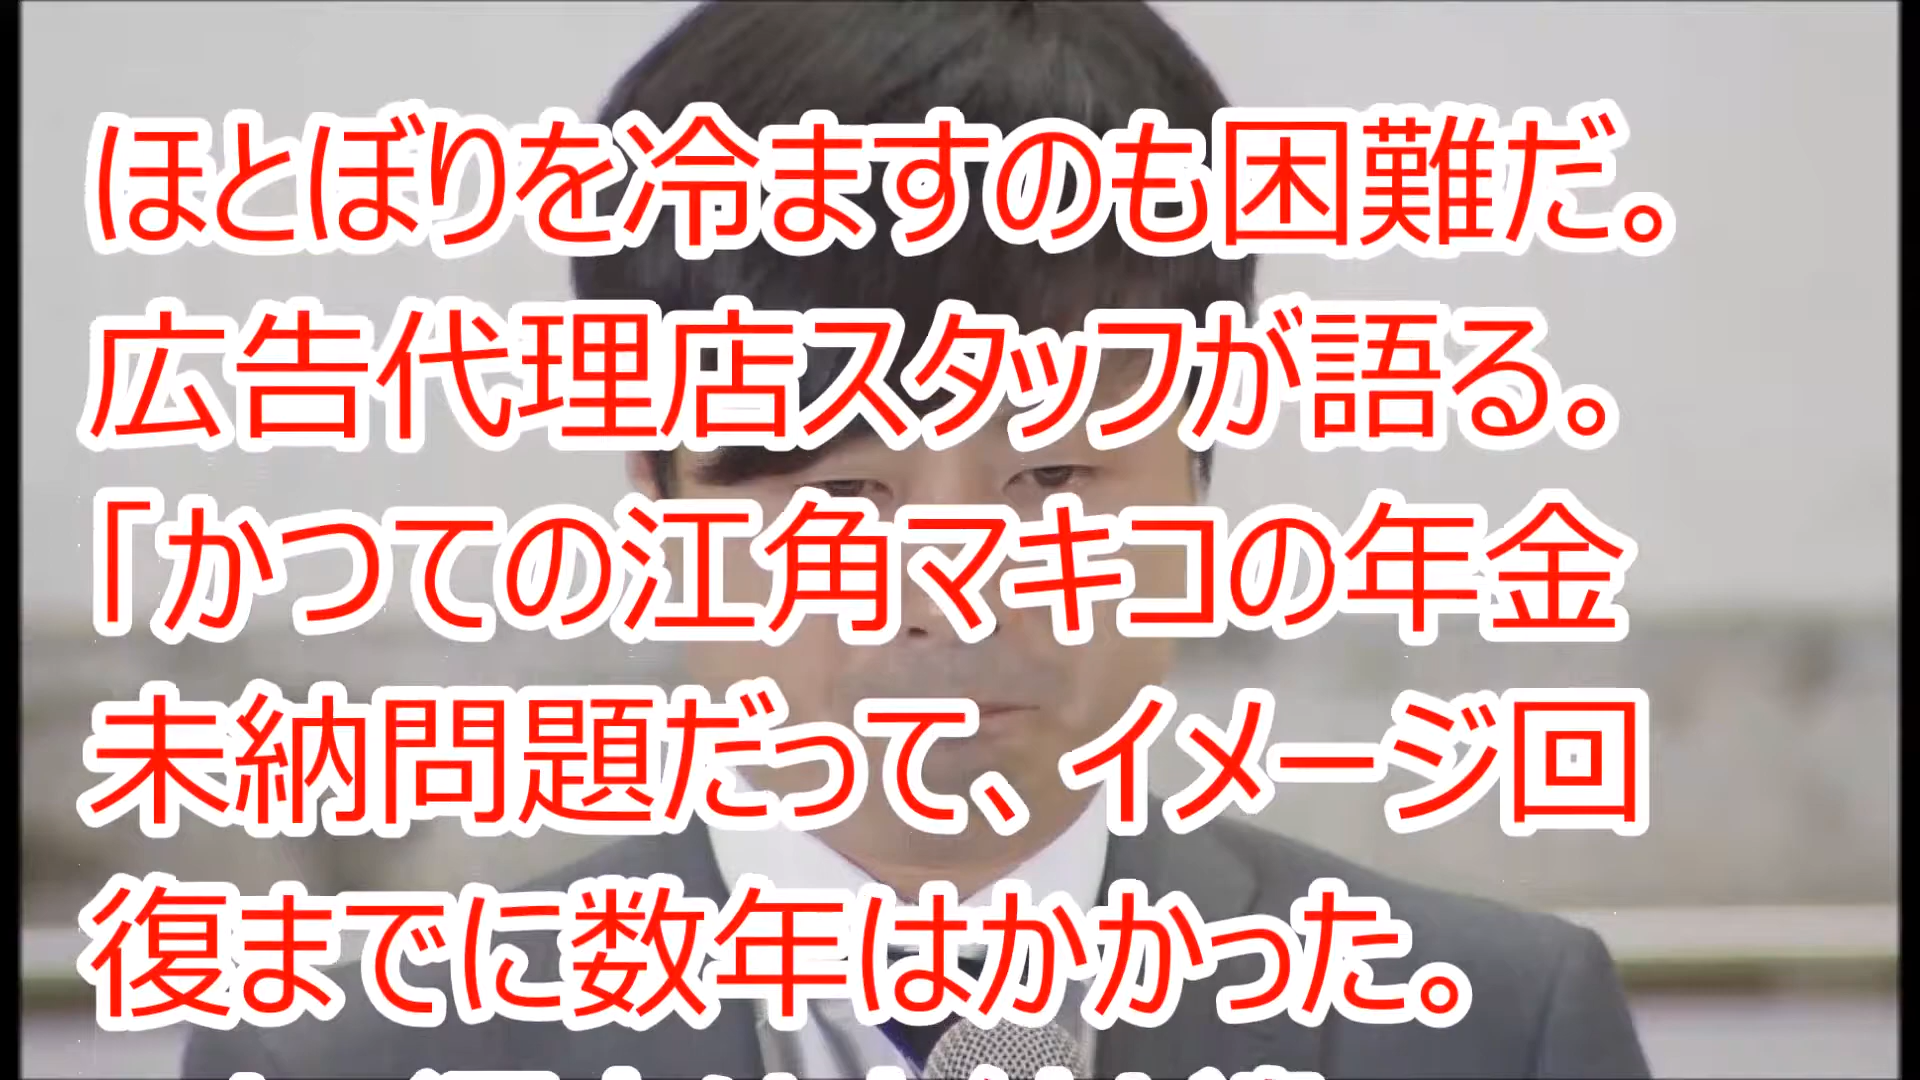 ほとぼりを冷ますのも困難だ。
広告代理店スタッフが語る。
「かつての江角マキコの年金
未納問題だって、イメージ回
復までに数年はかかった。